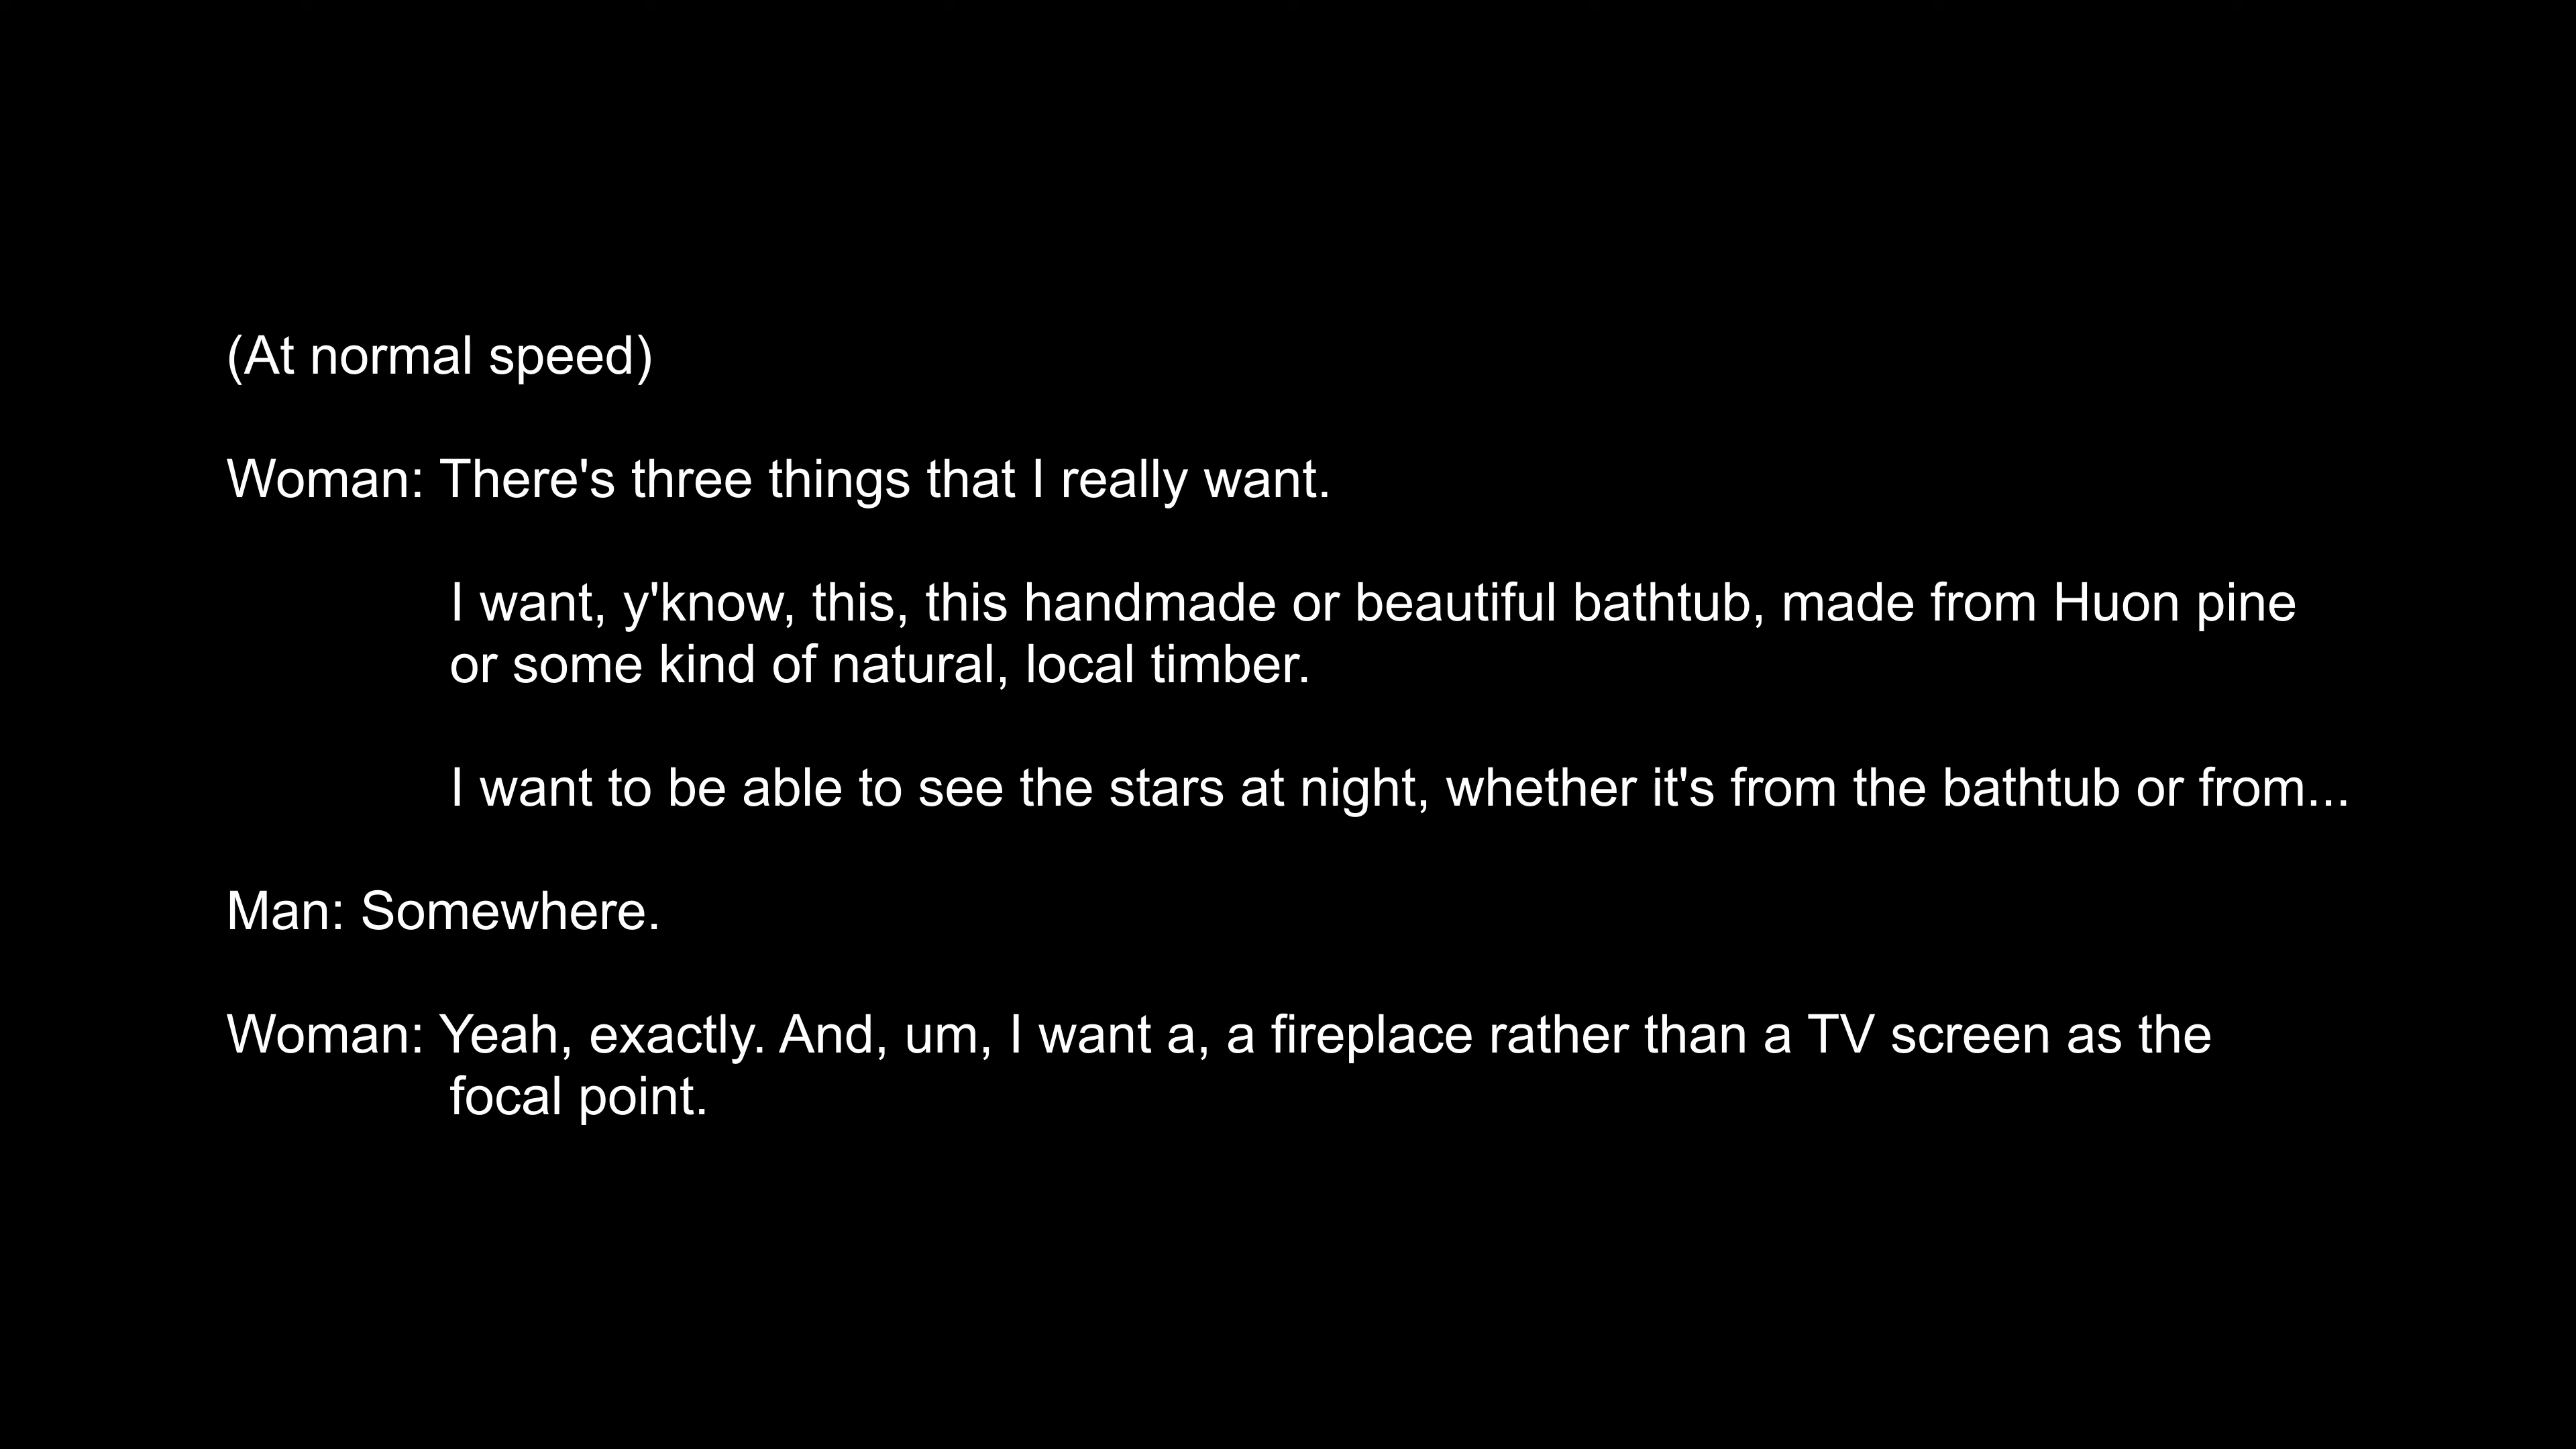 (At normal speed)
Woman: There's three things that I really want.
I want, y'know, this, this handmade or beautiful bathtub, made from Huon pine
or some kind of natural, local timber.
I want to be able to see the stars at night, whether it's from the bathtub or from...
Man: Somewhere.
Woman: Yeah, exactly. And, um, I want a, a fireplace rather than a TV screen as the
focal point.